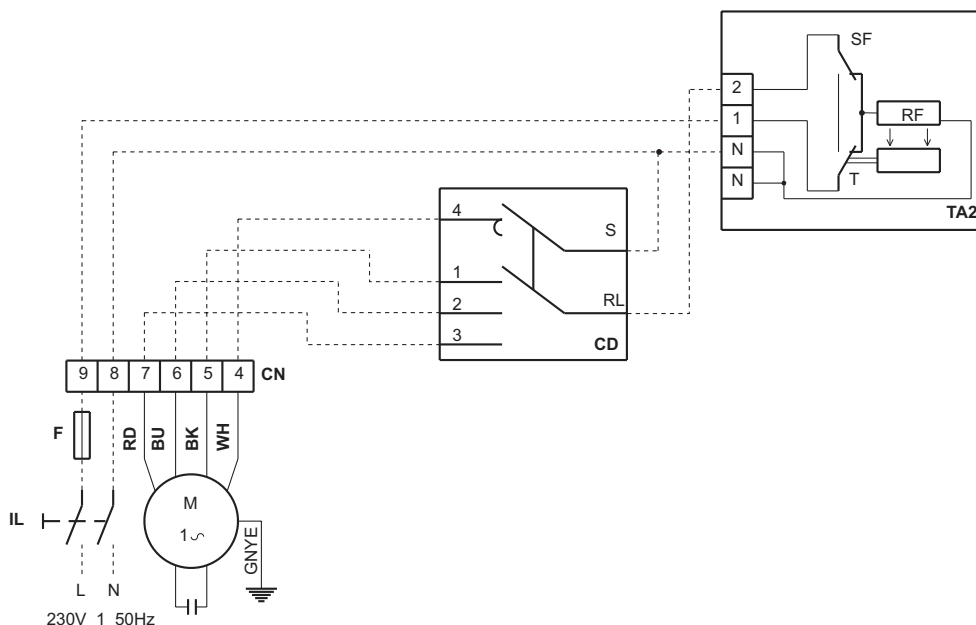 SF
2
RF
1
N
T
N
TA2
4
S
1
RL
2
3
CD
9 8 7 6 5 4 CN
F
RD BU BK WH
M
IL
1∿
GNYE
L N
230V 1 50Hz